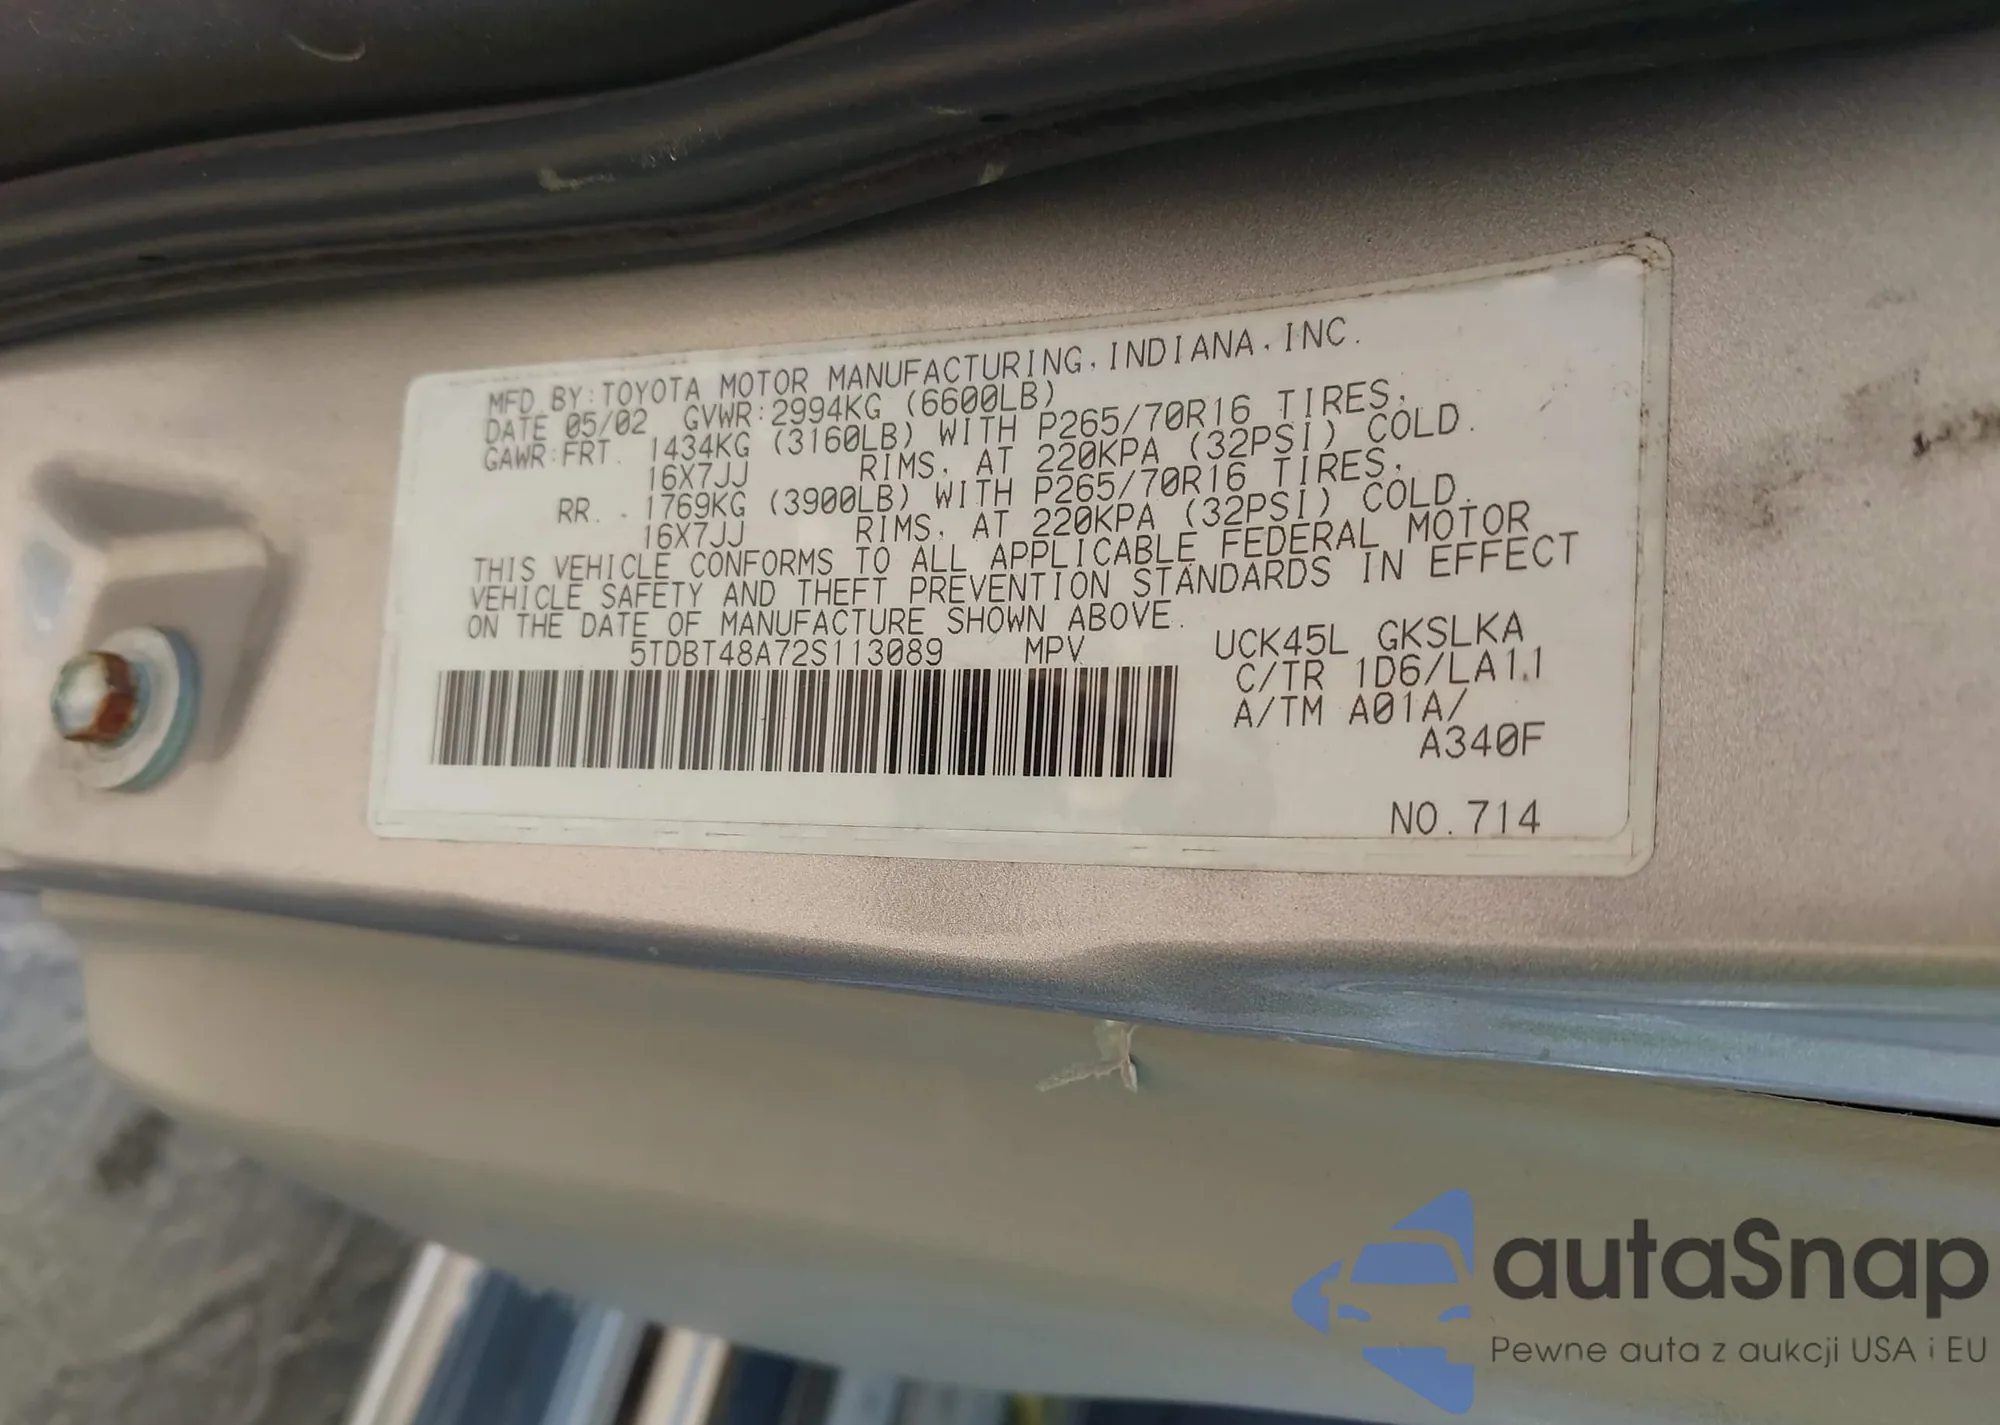 MFD BY:TOYOTA MOTOR MANUFACTURING, INDIANA, INC.
DATE 05/02 GVWR:2994KG (6600LB)
GAWR:FRT. 1434KG (3160LB) WITH P265/70R16 TIRES,
16X7JJ RIMS, AT 220KPA (32PSI) COLD.
RR. . 1769KG (3900LB) WITH P265/70R16 TIRES,
16X7JJ RIMS, AT 220KPA (32PSI) COLD.
THIS VEHICLE CONFORMS TO ALL APPLICABLE FEDERAL MOTOR
VEHICLE SAFETY AND THEFT PREVENTION STANDARDS IN EFFECT
ON THE DATE OF MANUFACTURE SHOWN ABOVE.
5TDBT48A72S113089 MPV UCK45L GKSLKA
C/TR 1D6/LA11
A/TM A01A/
A340F
NO.714
autaSnap
Pewne auta z aukcji USA i EU